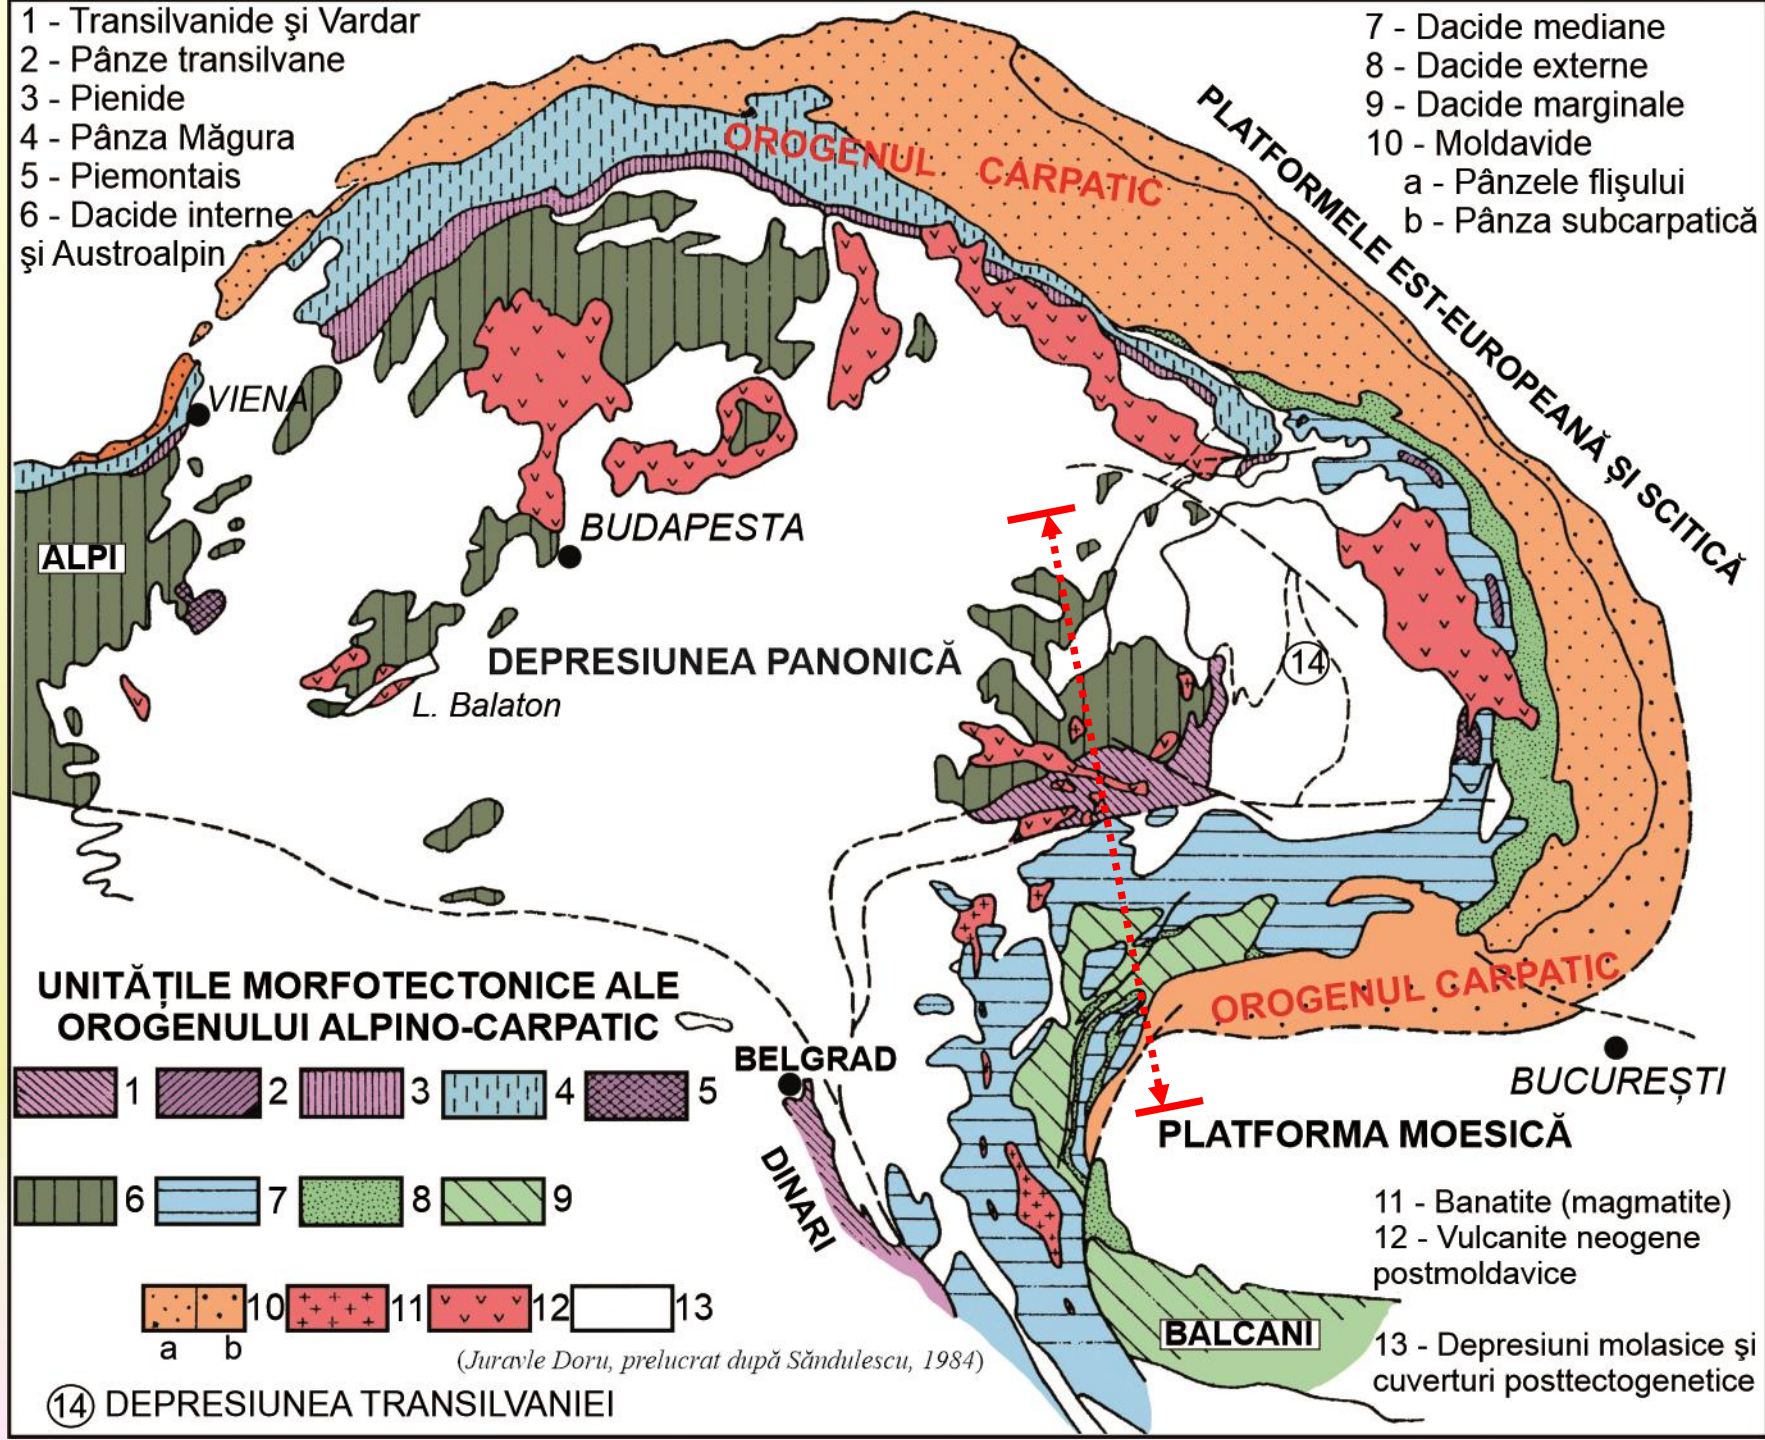 1 - Transilvanide şi Vardar
2 - Pânze transilvane
3 - Pienide
4 - Pânza Măgura
5 - Piemontais
6 - Dacide interne
şi Austroalpin
7 - Dacide mediane
8 - Dacide externe
9 - Dacide marginale
10 - Moldavide
a - Pânzele flişului
b - Pânza subcarpatică
PLATFORMELE EST-EUROPEANĂ ŞI SCITICĂ
OROGENUL CARPATIC
VIENA
ALPI
BUDAPESTA
DEPRESIUNEA PANONICĂ
L. Balaton
14
UNITĂȚILE MORFOTECTONICE ALE
OROGENULUI ALPINO-CARPATIC
OROGENUL CARPATIC
BELGRAD
BUCUREȘTI
PLATFORMA MOESICĂ
DINARI
BALCANI
1 2 3 4 5
6 7 8 9
10 11 12 13
a b
11 - Banatite (magmatite)
12 - Vulcanite neogene
postmoldavice
13 - Depresiuni molasice şi
cuverturi posttectogenetice
(Juravle Doru, prelucrat după Săndulescu, 1984)
14 DEPRESIUNEA TRANSILVANIEI